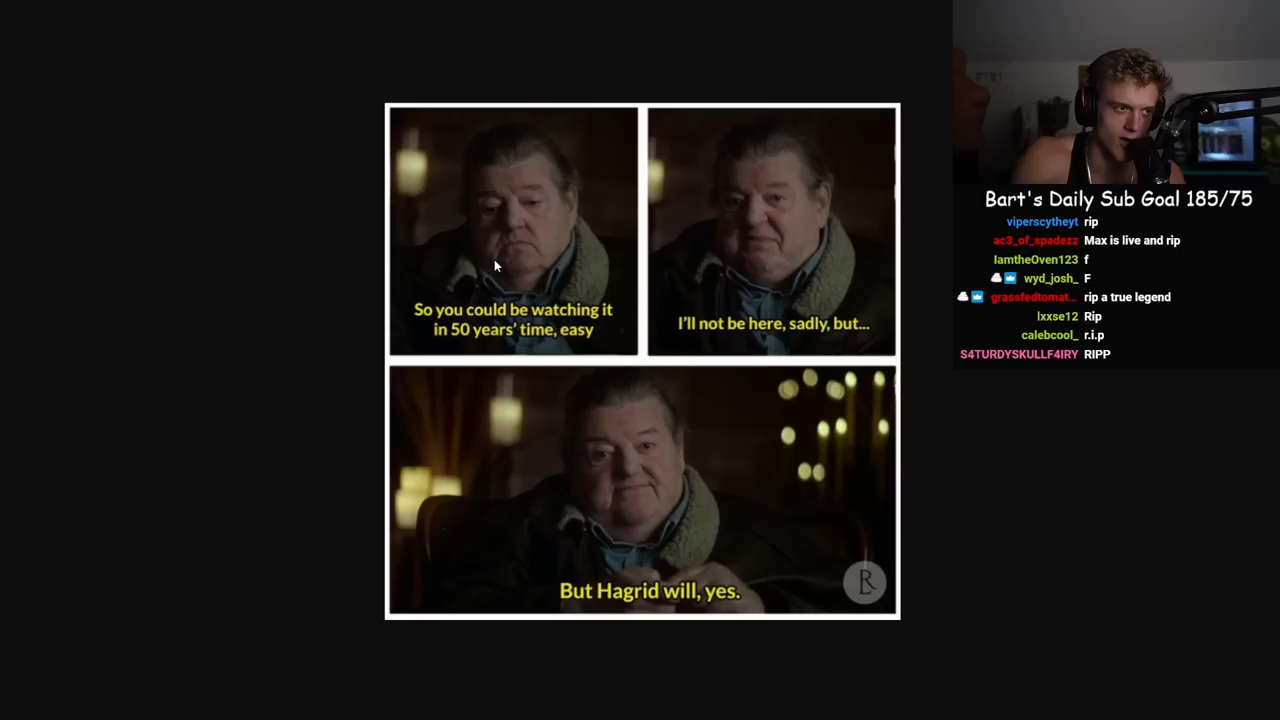 So you could be watching it
in 50 years' time, easy
I'll not be here, sadly, but...
But Hagrid will, yes.
R
Bart's Daily Sub Goal 185/75
viperscytheyt rip
ac3_of_spadezz Max is live and rip
IamtheOven123 f
wyd_josh_ F
grassfedtomat... rip a true legend
lxxse12 Rip
calebcool_ r.i.p
S4TURDYSKULLF4IRY RIPP